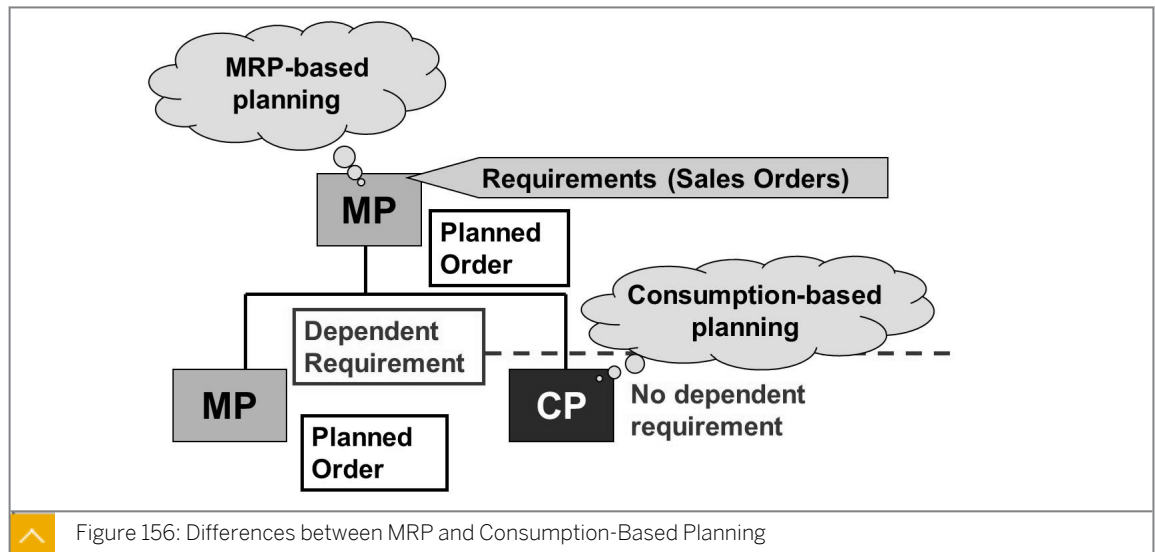 MRP-based
planning
Requirements (Sales Orders)
MP
Planned
Order
Consumption-based
planning
Dependent
Requirement
MP
CP
No dependent
requirement
Planned
Order
Figure 156: Differences between MRP and Consumption-Based Planning